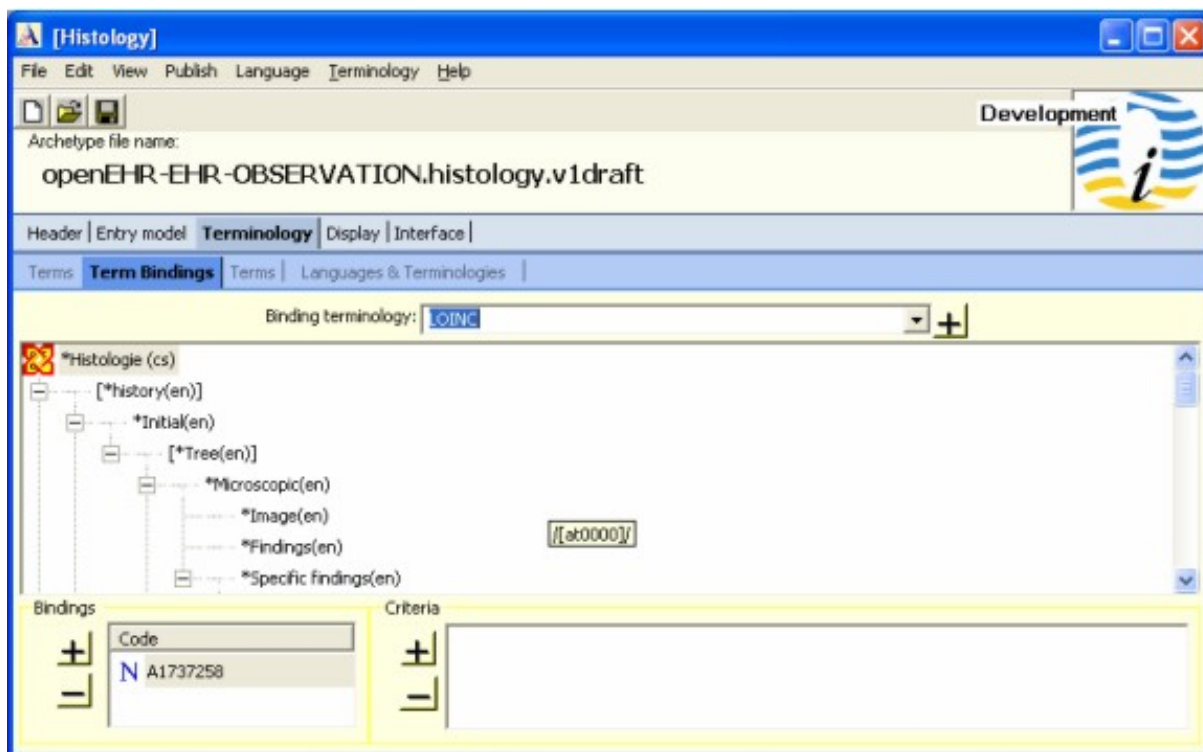 [Histology]
File Edit View Publish Language Terminology Help
Development
Archetype file name:
openEHR-EHR-OBSERVATION.histology.v1draft
Header | Entry model Terminology Display | Interface |
Terms Term Bindings Terms | Languages & Terminologies |
Binding terminology: LOINC
*Histologie (cs)
[*history(en)]
*Initial(en)
[*Tree(en)]
*Microscopic(en)
*Image(en)
/[at0000]/
*Findings(en)
*Specific findings(en)
Bindings
Criteria
Code
N A1737258